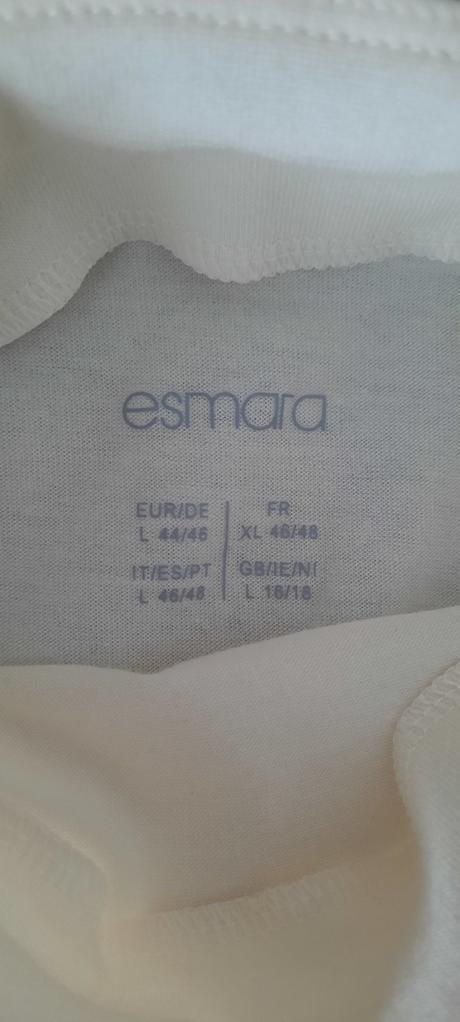 esmara
EUR/DE
L 44/46
FR
XL 46/48
IT/ES/PT
L 46/48
GB/IE/NI
L 16/18